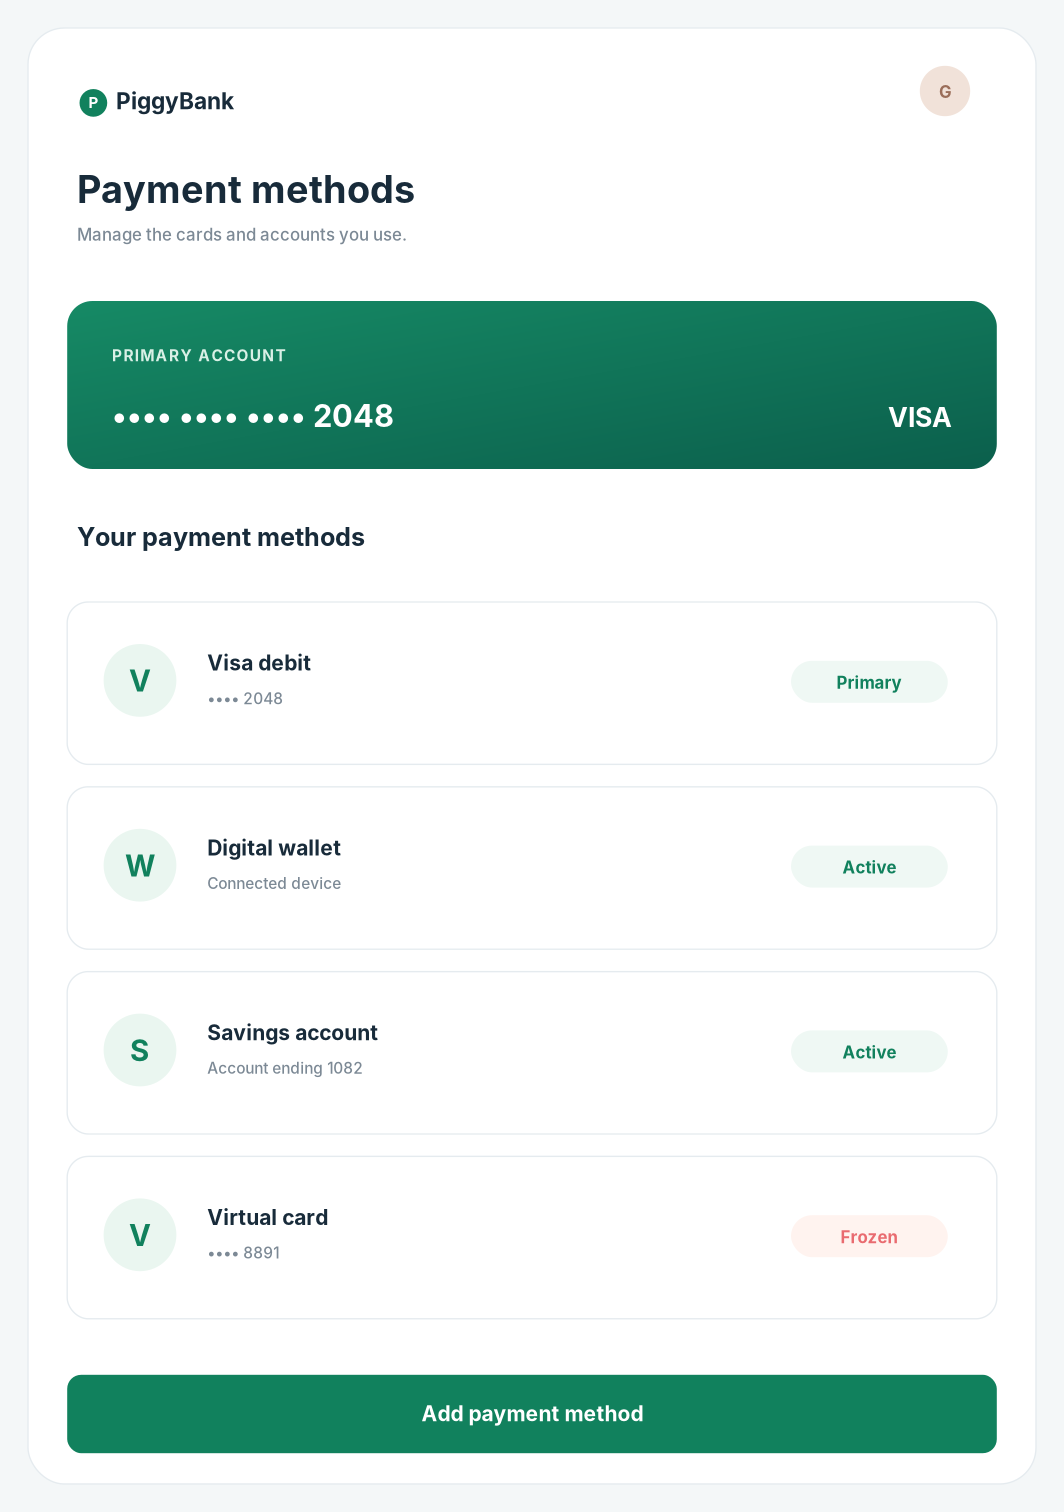 P PiggyBank
G
Payment methods
Manage the cards and accounts you use.
PRIMARY ACCOUNT
•••• •••• •••• 2048 VISA
Your payment methods
V
Visa debit
•••• 2048
Primary
W
Digital wallet
Connected device
Active
S
Savings account
Account ending 1082
Active
V
Virtual card
•••• 8891
Frozen
Add payment method